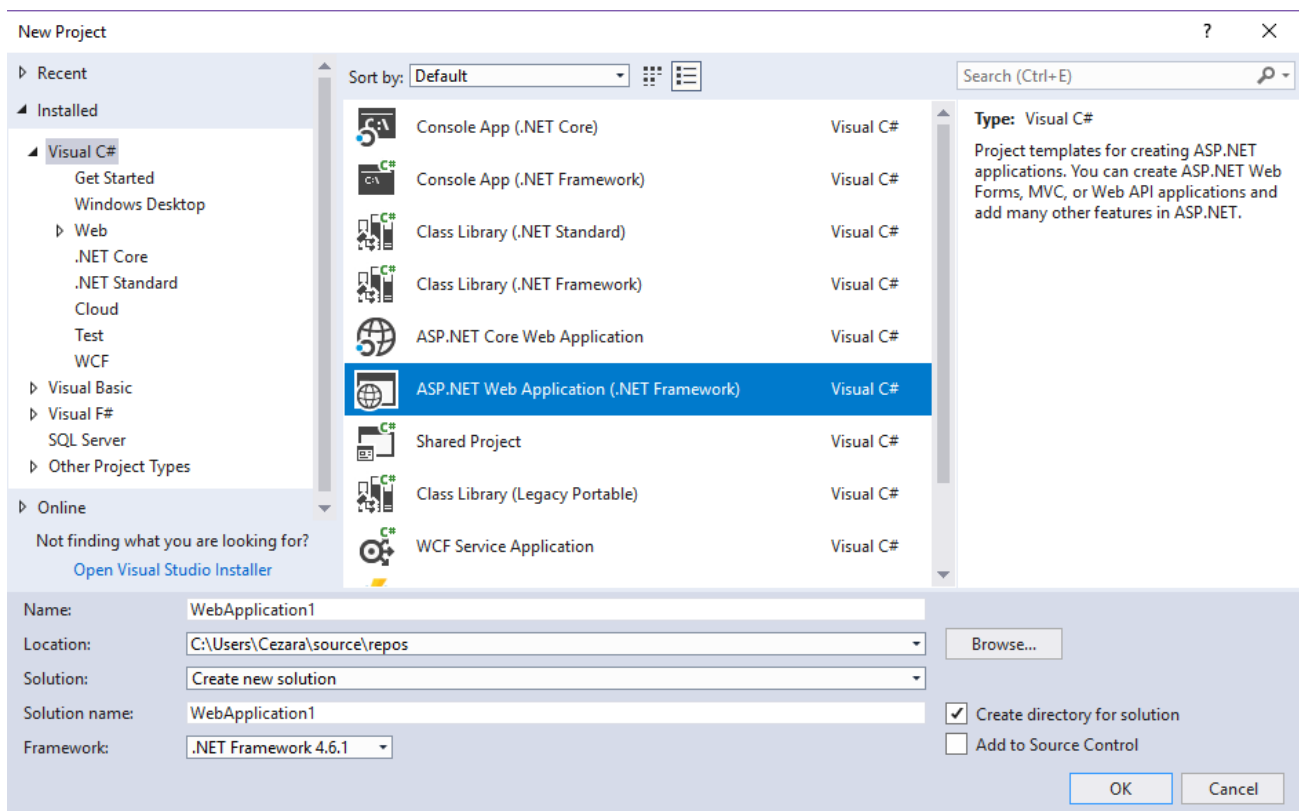 New Project
?
Recent
Installed
Visual C#
Get Started
Windows Desktop
Web
.NET Core
.NET Standard
Cloud
Test
WCF
Visual Basic
Visual F#
SQL Server
Other Project Types
Online
Not finding what you are looking for?
Open Visual Studio Installer
Sort by: Default
Console App (.NET Core) Visual C#
Console App (.NET Framework) Visual C#
Class Library (.NET Standard) Visual C#
Class Library (.NET Framework) Visual C#
ASP.NET Core Web Application Visual C#
ASP.NET Web Application (.NET Framework) Visual C#
Shared Project Visual C#
Class Library (Legacy Portable) Visual C#
WCF Service Application Visual C#
Search (Ctrl+E)
Type: Visual C#
Project templates for creating ASP.NET
applications. You can create ASP.NET Web
Forms, MVC, or Web API applications and
add many other features in ASP.NET.
Name: WebApplication1
Location: C:\Users\Cezara\source\repos
Browse...
Solution: Create new solution
Solution name: WebApplication1
Create directory for solution
Framework: .NET Framework 4.6.1
Add to Source Control
OK Cancel